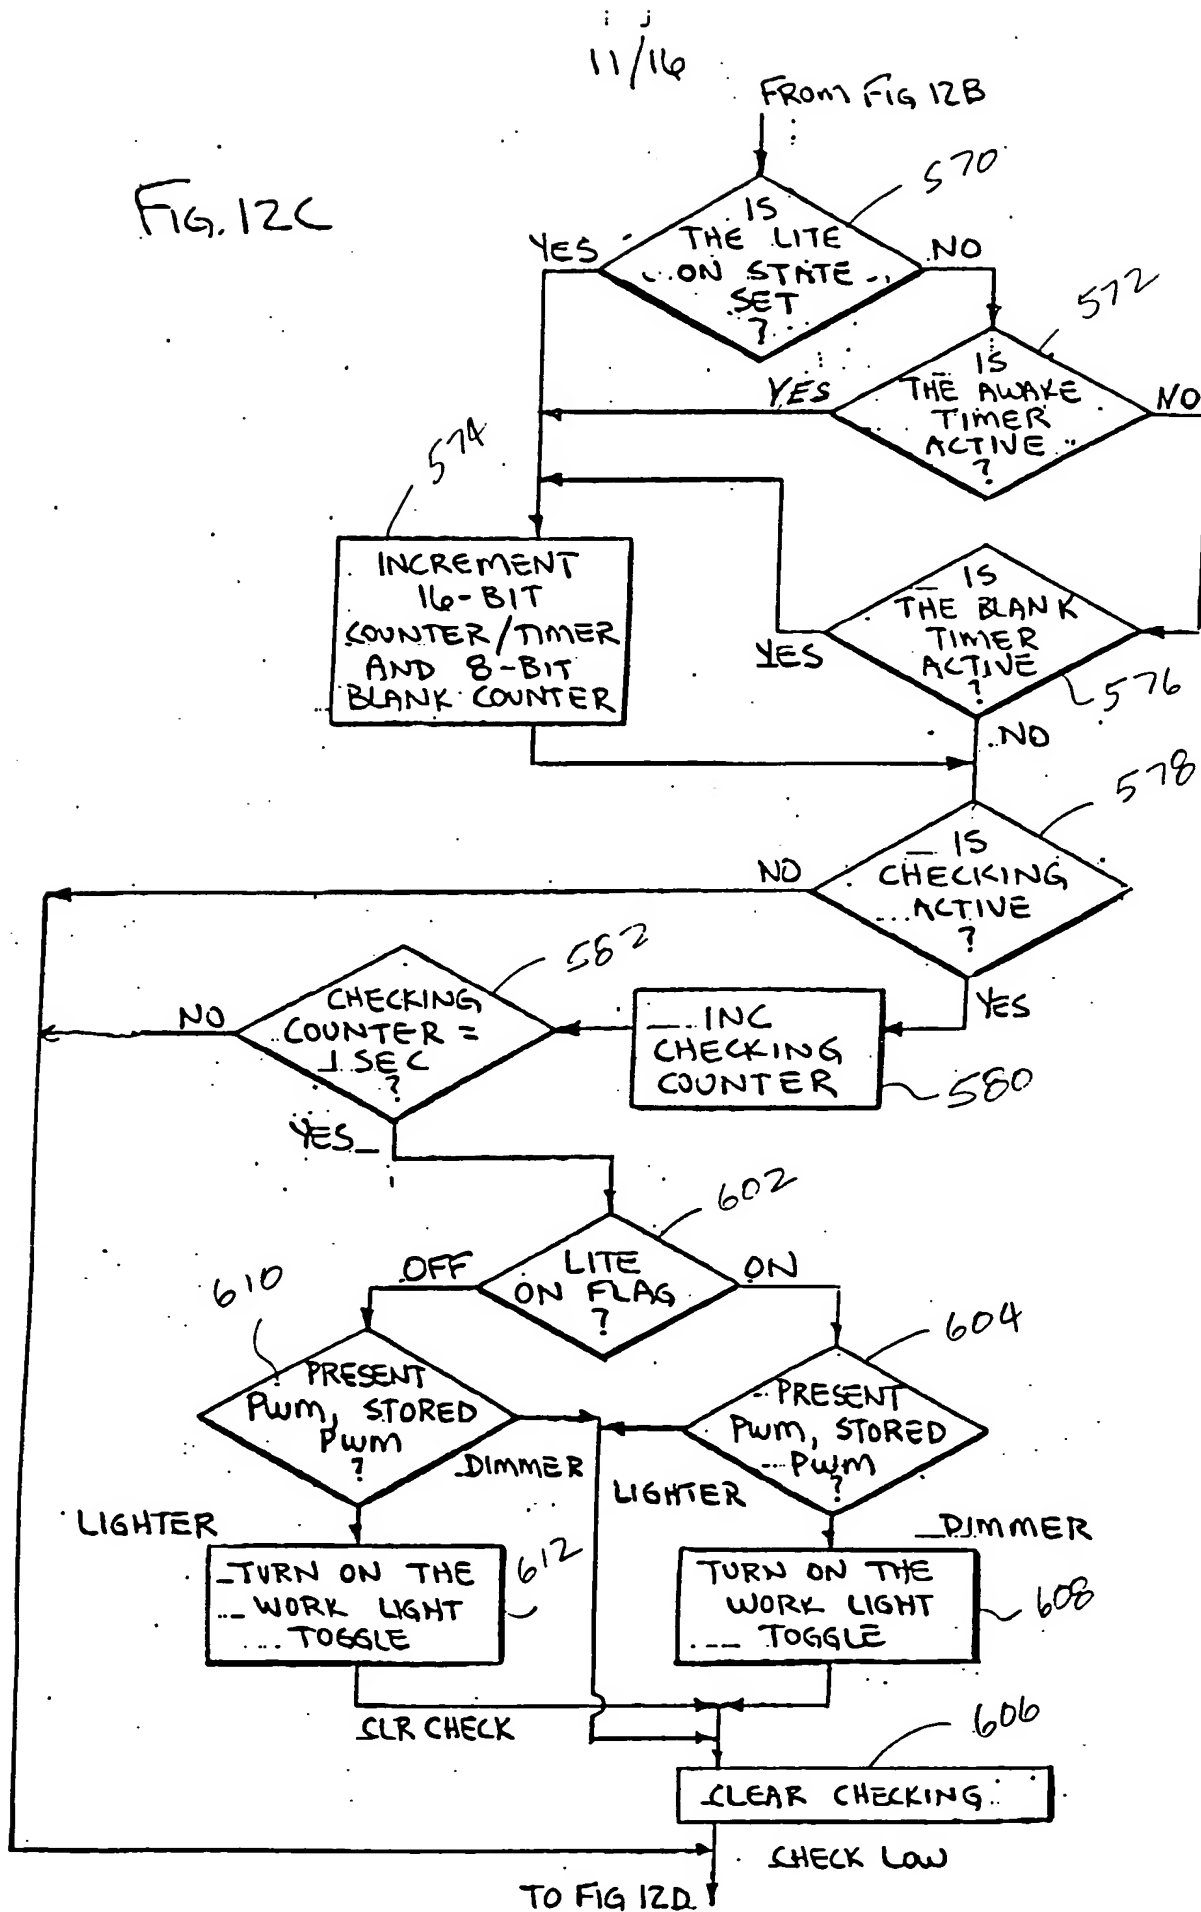 11/16
FROM FIG 12B
FIG. 12C
570
IS
THE LITE
ON STATE
SET
?
YES
NO
572
IS
THE AWAKE
TIMER
ACTIVE
?
YES
NO
574
INCREMENT
16-BIT
COUNTER/TIMER
AND 8-BIT
BLANK COUNTER
IS
THE BLANK
TIMER
ACTIVE
?
YES
576
NO
578
IS
CHECKING
ACTIVE
?
NO
YES
582
CHECKING
COUNTER =
1 SEC
?
NO
INC
CHECKING
COUNTER
580
YES
602
LITE
ON FLAG
?
OFF
ON
610
604
PRESENT
PWM, STORED
PWM
?
DIMMER
LIGHTER
PRESENT
PWM, STORED
PWM
?
LIGHTER
DIMMER
TURN ON THE
WORK LIGHT
TOGGLE
612
TURN ON THE
WORK LIGHT
TOGGLE
608
CLR CHECK
606
CLEAR CHECKING
CHECK LOW
TO FIG 12D